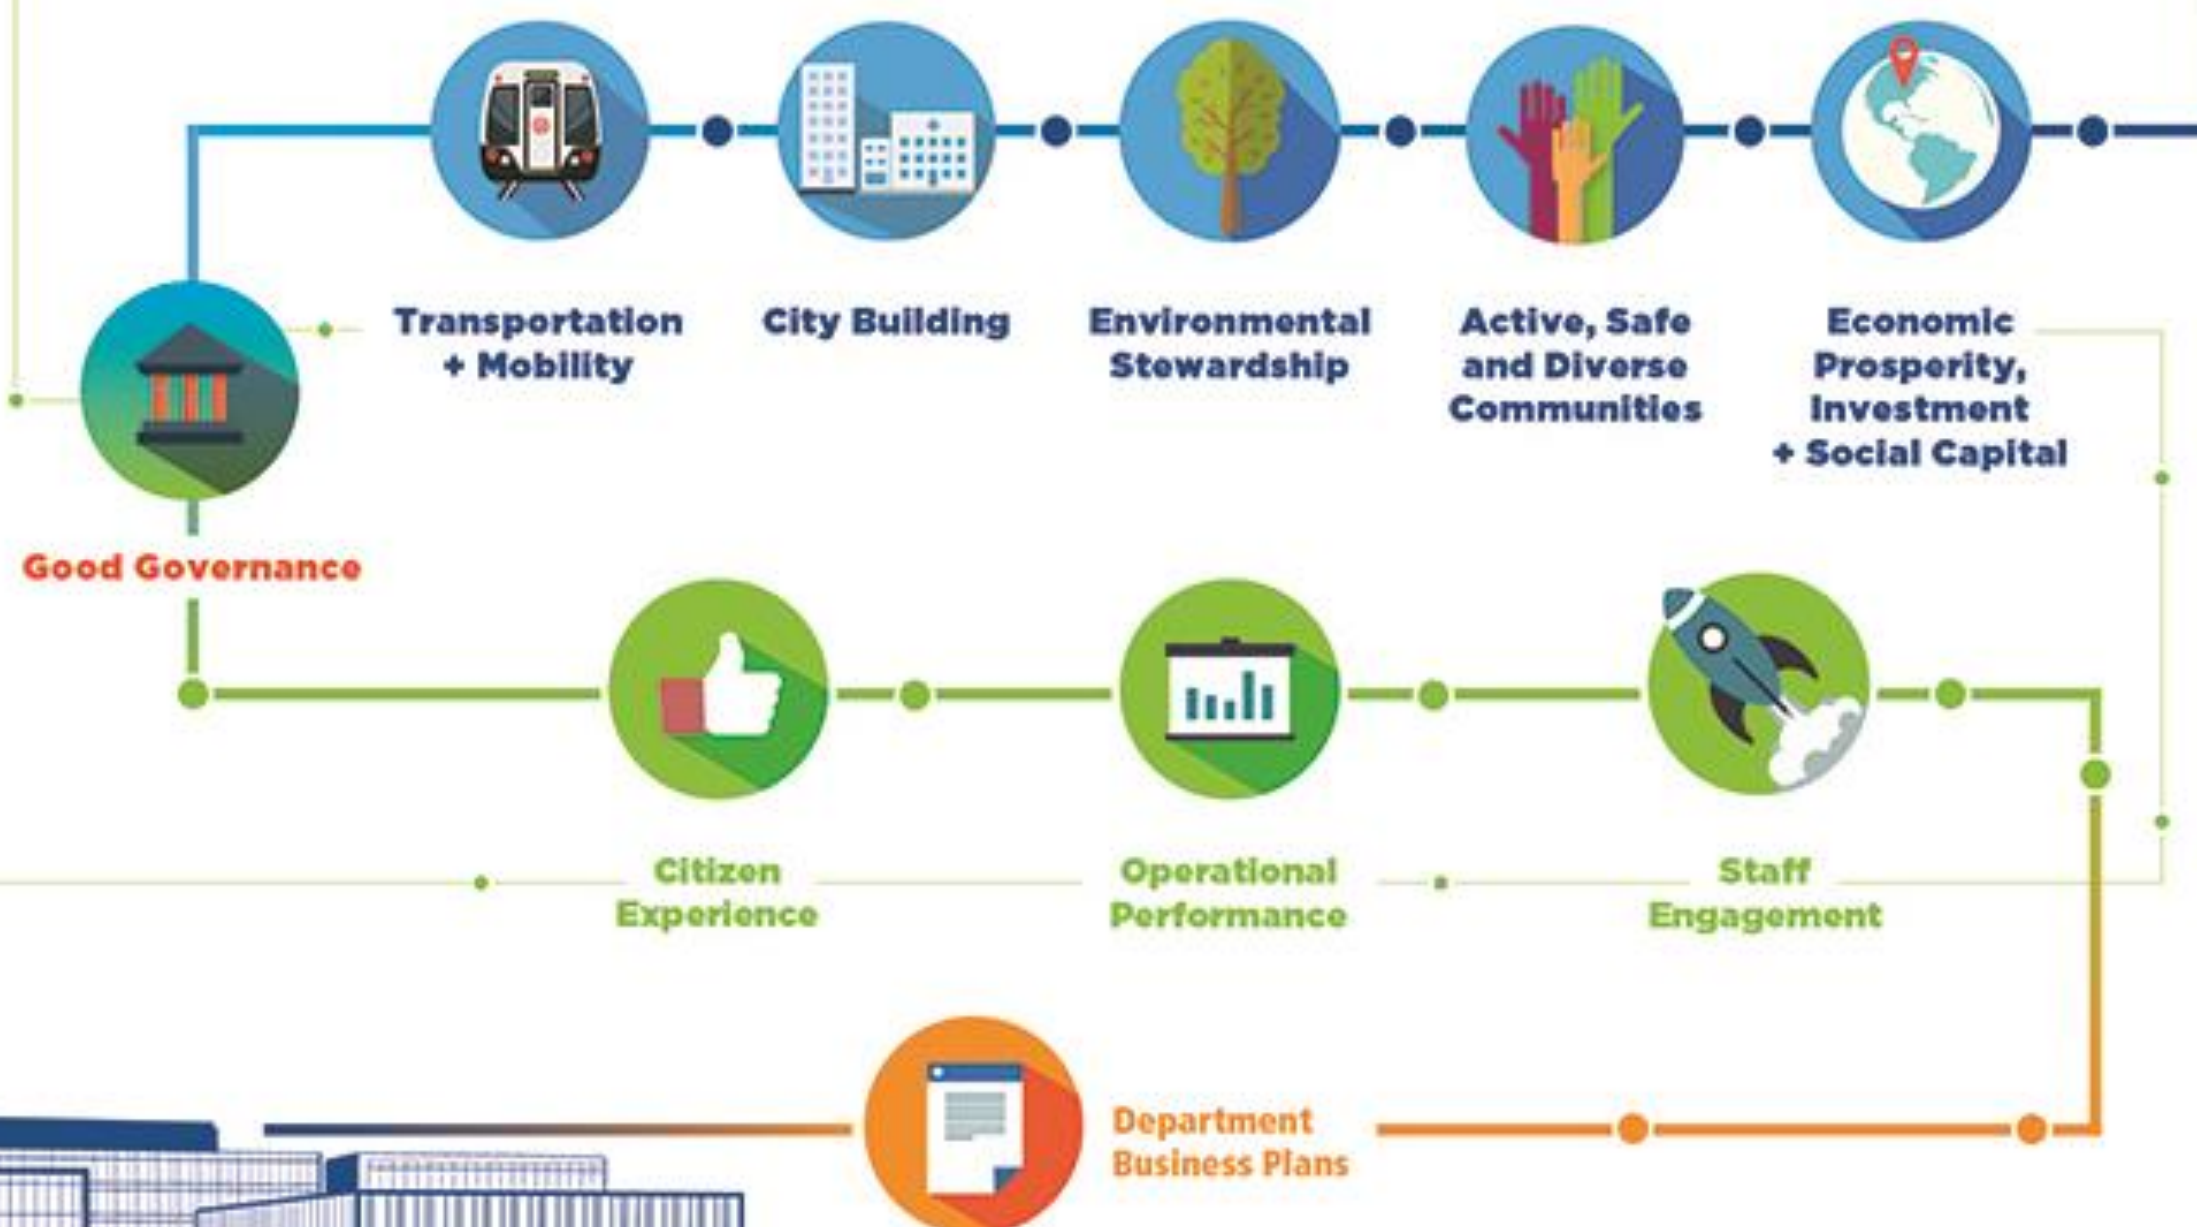 Transportation
+ Mobility
City Building
Environmental
Stewardship
Active, Safe
and Diverse
Communities
Economic
Prosperity,
Investment
+ Social Capital
Good Governance
Citizen
Experience
Operational
Performance
Staff
Engagement
Department
Business Plans